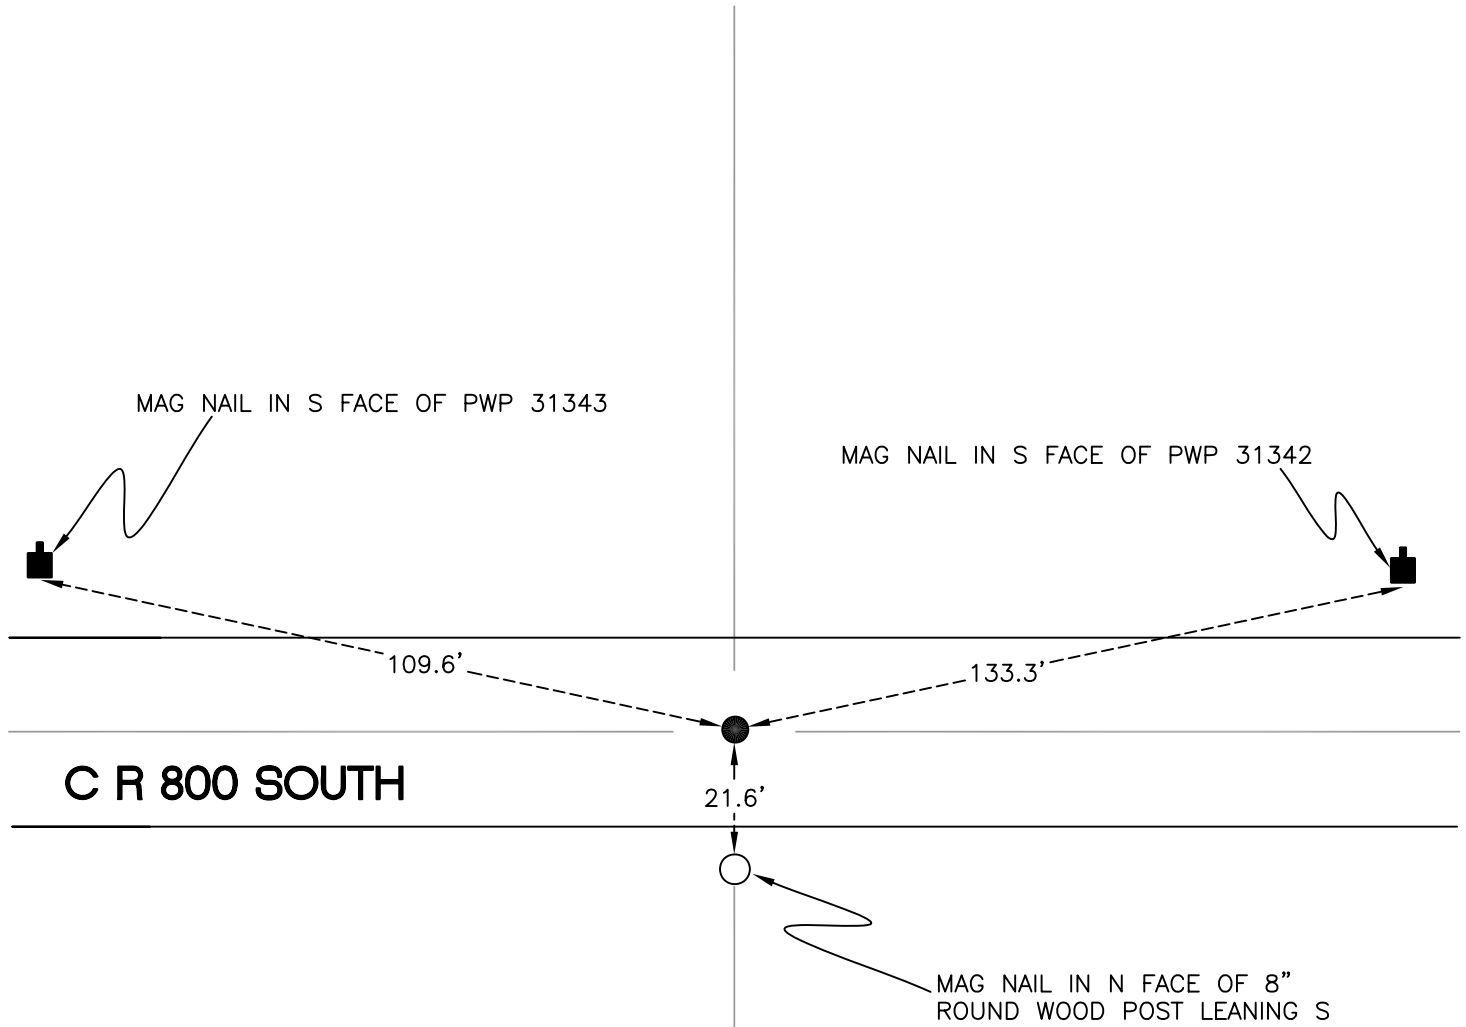 MAG NAIL IN S FACE OF PWP 31343
MAG NAIL IN S FACE OF PWP 31342
109.6'
133.3'
C R 800 SOUTH
21.6'
MAG NAIL IN N FACE OF 8”
ROUND WOOD POST LEANING S